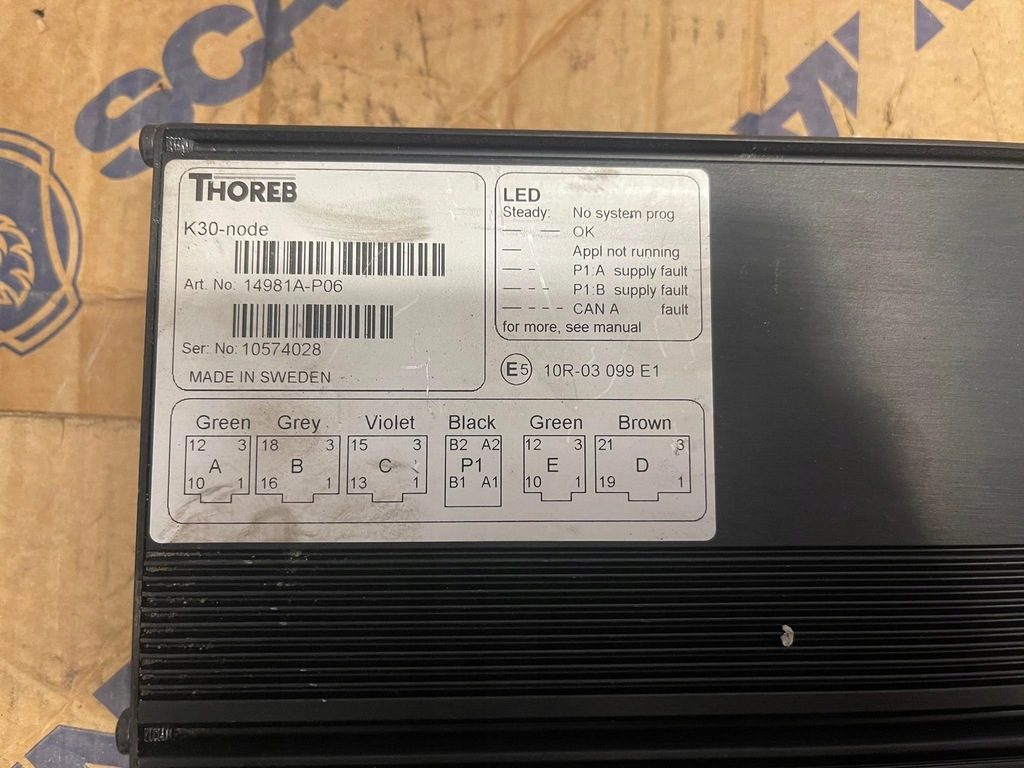 SCA
THOREB
K30-node
Art. No: 14981A-P06
Ser: No: 10574028
MADE IN SWEDEN
LED
Steady: No system prog
— — OK
— Appl not running
— - P1:A supply fault
— - - P1:B supply fault
— - - - CAN A fault
for more, see manual
E5 10R-03 099 E1
Green Grey Violet Black Green Brown
12 3 18 3 15 3 B2 A2 12 3 21 3
A B C P1 E D
10 1 16 1 13 1 B1 A1 10 1 19 1